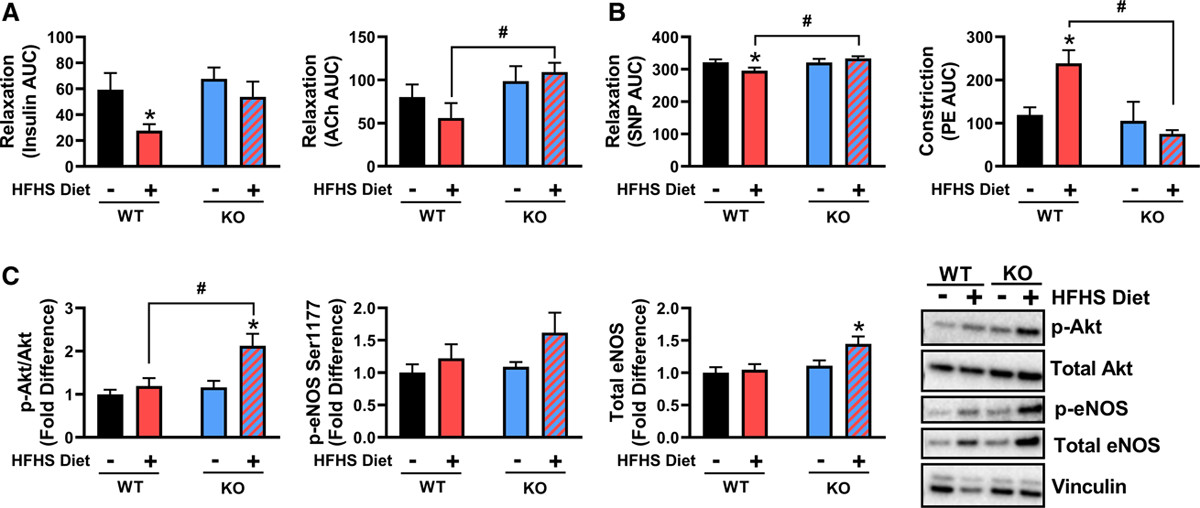 A
B
Relaxation
(Insulin AUC)
100
80
60
40
20
0
*
HFHS Diet - + - +
WT KO
Relaxation
(ACh AUC)
150
100
50
0
#
HFHS Diet - + - +
WT KO
Relaxation
(SNP AUC)
400
300
200
100
0
#
*
HFHS Diet - + - +
WT KO
Constriction
(PE AUC)
300
200
100
0
#
*
HFHS Diet - + - +
WT KO
C
p-Akt/Akt
(Fold Difference)
3
2
1
0
#
*
HFHS Diet - + - +
WT KO
p-eNOS Ser1177
(Fold Difference)
2.0
1.5
1.0
0.5
0.0
HFHS Diet - + - +
WT KO
Total eNOS
(Fold Difference)
2.0
1.5
1.0
0.5
0.0
*
HFHS Diet - + - +
WT KO
WT KO
- + - + HFHS Diet
p-Akt
Total Akt
p-eNOS
Total eNOS
Vinculin